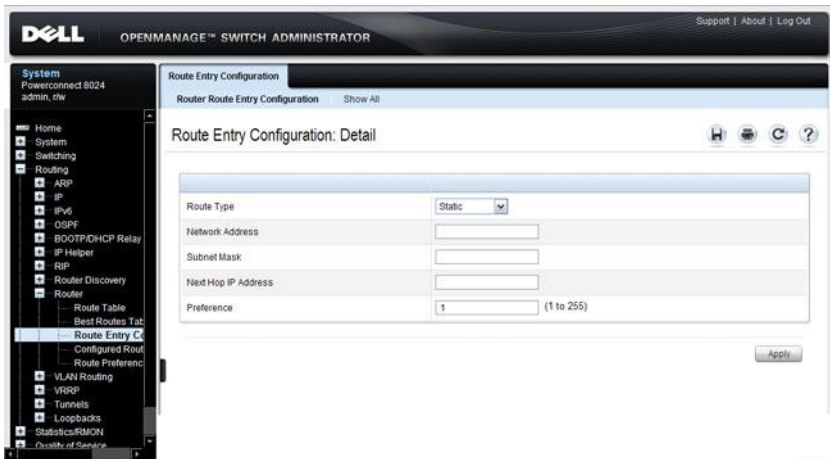 Support | About | Log Out
DELL
OPENMANAGE™ SWITCH ADMINISTRATOR
System
Powerconnect 8024
admin, r/w
Home
System
Switching
Routing
ARP
IP
IPv6
OSPF
BOOTP/DHCP Relay
IP Helper
RIP
Router Discovery
Router
Route Table
Best Routes Tab
Route Entry Co
Configured Rout
Route Preferenc
VLAN Routing
VRRP
Tunnels
Loopbacks
Statistics/RMON
Quality of Service
Route Entry Configuration
Router Route Entry Configuration Show All
Route Entry Configuration: Detail
?
Route Type Static
Network Address
Subnet Mask
Next Hop IP Address
Preference 1 (1 to 255)
Apply